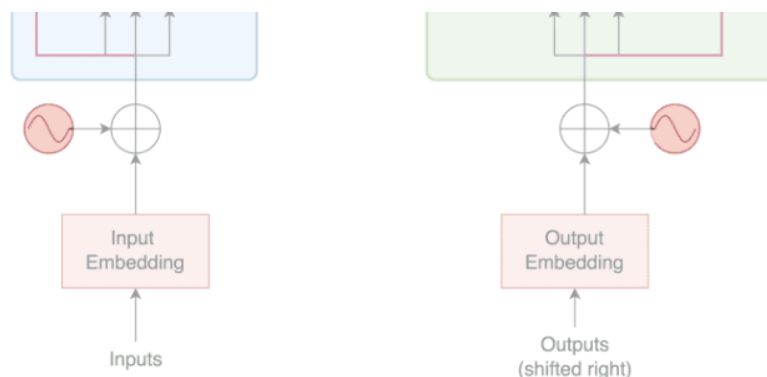 Input
Embedding
Inputs
Output
Embedding
Outputs
(shifted right)